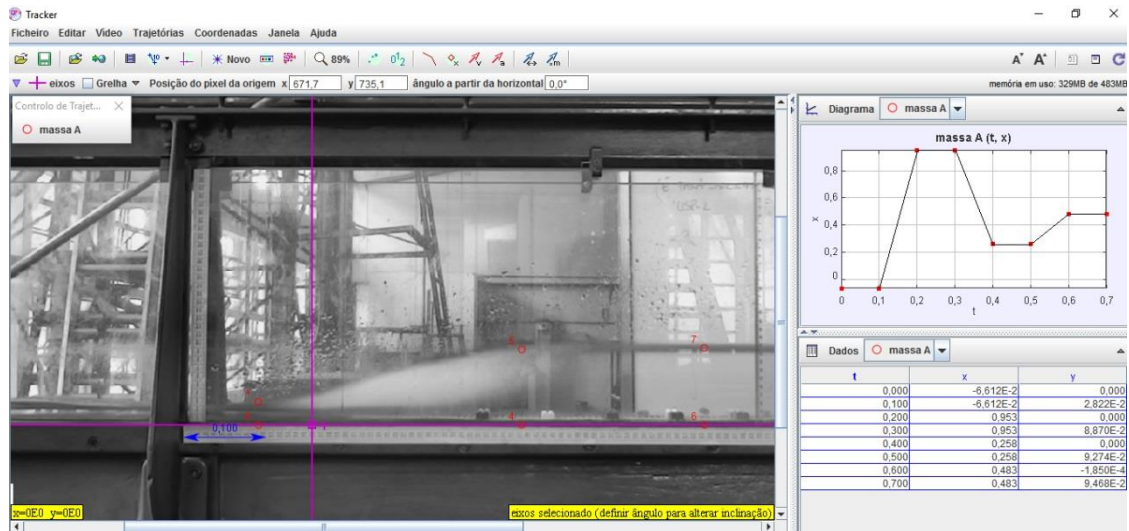 Tracker
Ficheiro Editar Video Trajetórias Coordenadas Janela Ajuda
Novo 89%
eixos Grelha Posição do pixel da origem x 671,7 y 735,1 ângulo a partir da horizontal 0,0° memória em uso: 329MB de 483MB
Controlo de Trajet...
massa A
0,100
4
6
7
x=0E0 y=0E0
eixos selecionado (definir ângulo para alterar inclinação)
Diagrama massa A
massa A (t, x)
0,8
0,6
0,4
0,2
0
x
0 0,1 0,2 0,3 0,4 0,5 0,6 0,7
t
Dados massa A
t x y
0,000 -6,612E-2 0,000
0,100 -6,612E-2 2,822E-2
0,200 0,953 0,000
0,300 0,953 8,870E-2
0,400 0,258 0,000
0,500 0,258 9,274E-2
0,600 0,483 -1,850E-4
0,700 0,483 9,468E-2